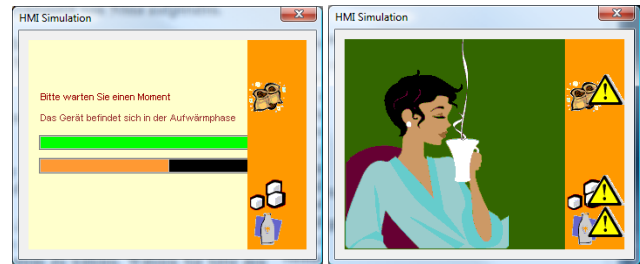 HMI Simulation
Bitte warten Sie einen Moment
Das Gerät befindet sich in der Aufwärmphase
HMI Simulation